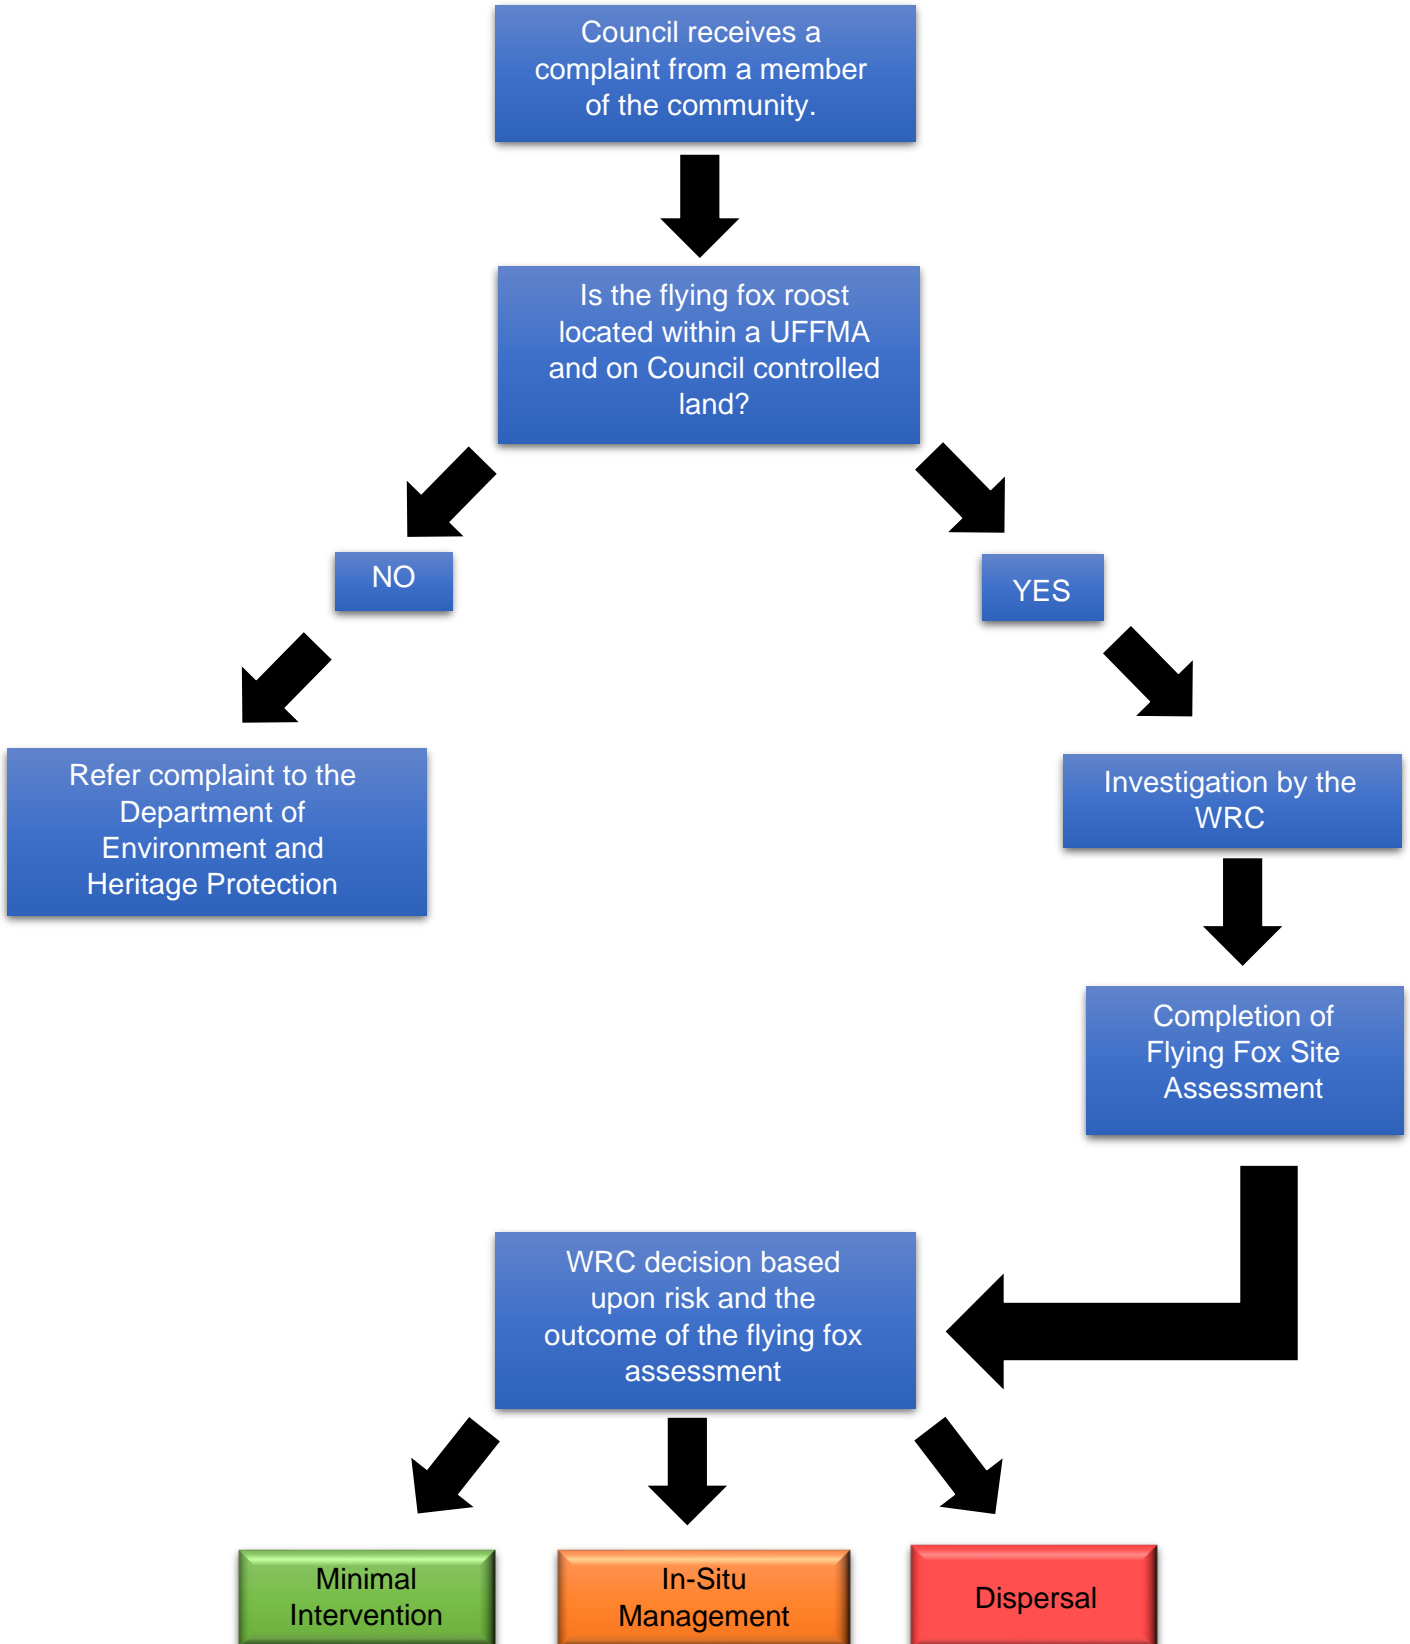 Council receives a
complaint from a member
of the community.
Is the flying fox roost
located within a UFFMA
and on Council controlled
land?
NO
YES
Refer complaint to the
Department of
Environment and
Heritage Protection
Investigation by the
WRC
Completion of
Flying Fox Site
Assessment
WRC decision based
upon risk and the
outcome of the flying fox
assessment
Minimal
Intervention
In-Situ
Management
Dispersal